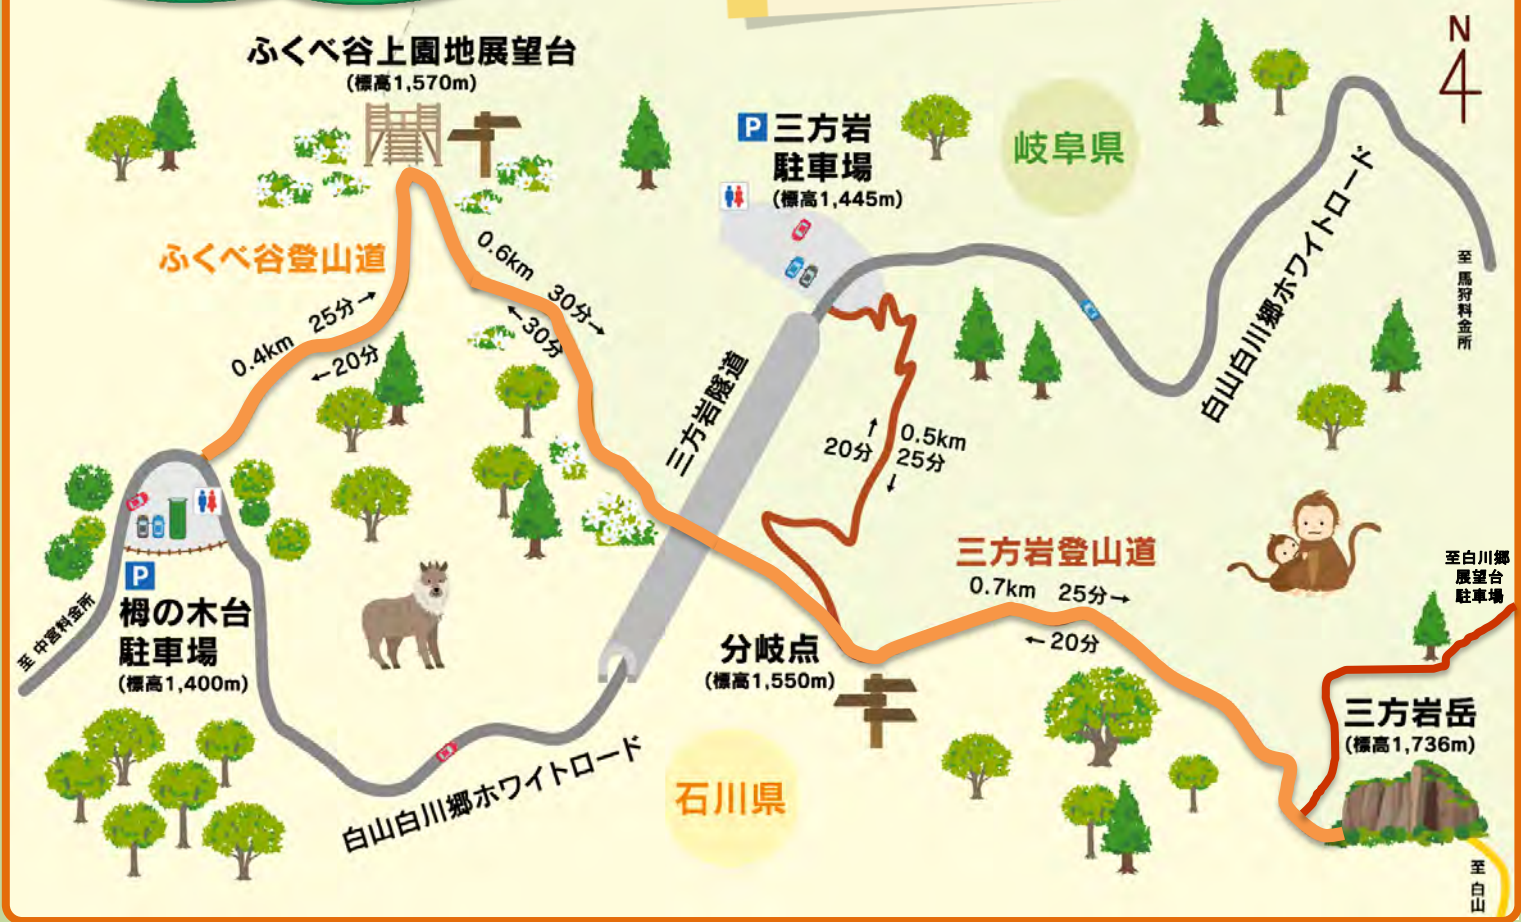 ふくべ谷上園地展望台
(標高1,570m)
N
P 三方岩
駐車場
(標高1,445m)
岐阜県
ふくべ谷登山道
0.6km 30分→
←30分
0.4km 25分→
←20分
白山白川郷ホワイトロード
至 馬狩料金所
三方岩隧道
↑
20分
0.5km
25分
↓
三方岩登山道
0.7km 25分→
←20分
至白川郷
展望台
駐車場
P
栂の木台
駐車場
(標高1,400m)
至 中宮料金所
分岐点
(標高1,550m)
三方岩岳
(標高1,736m)
白山白川郷ホワイトロード
石川県
至 白山